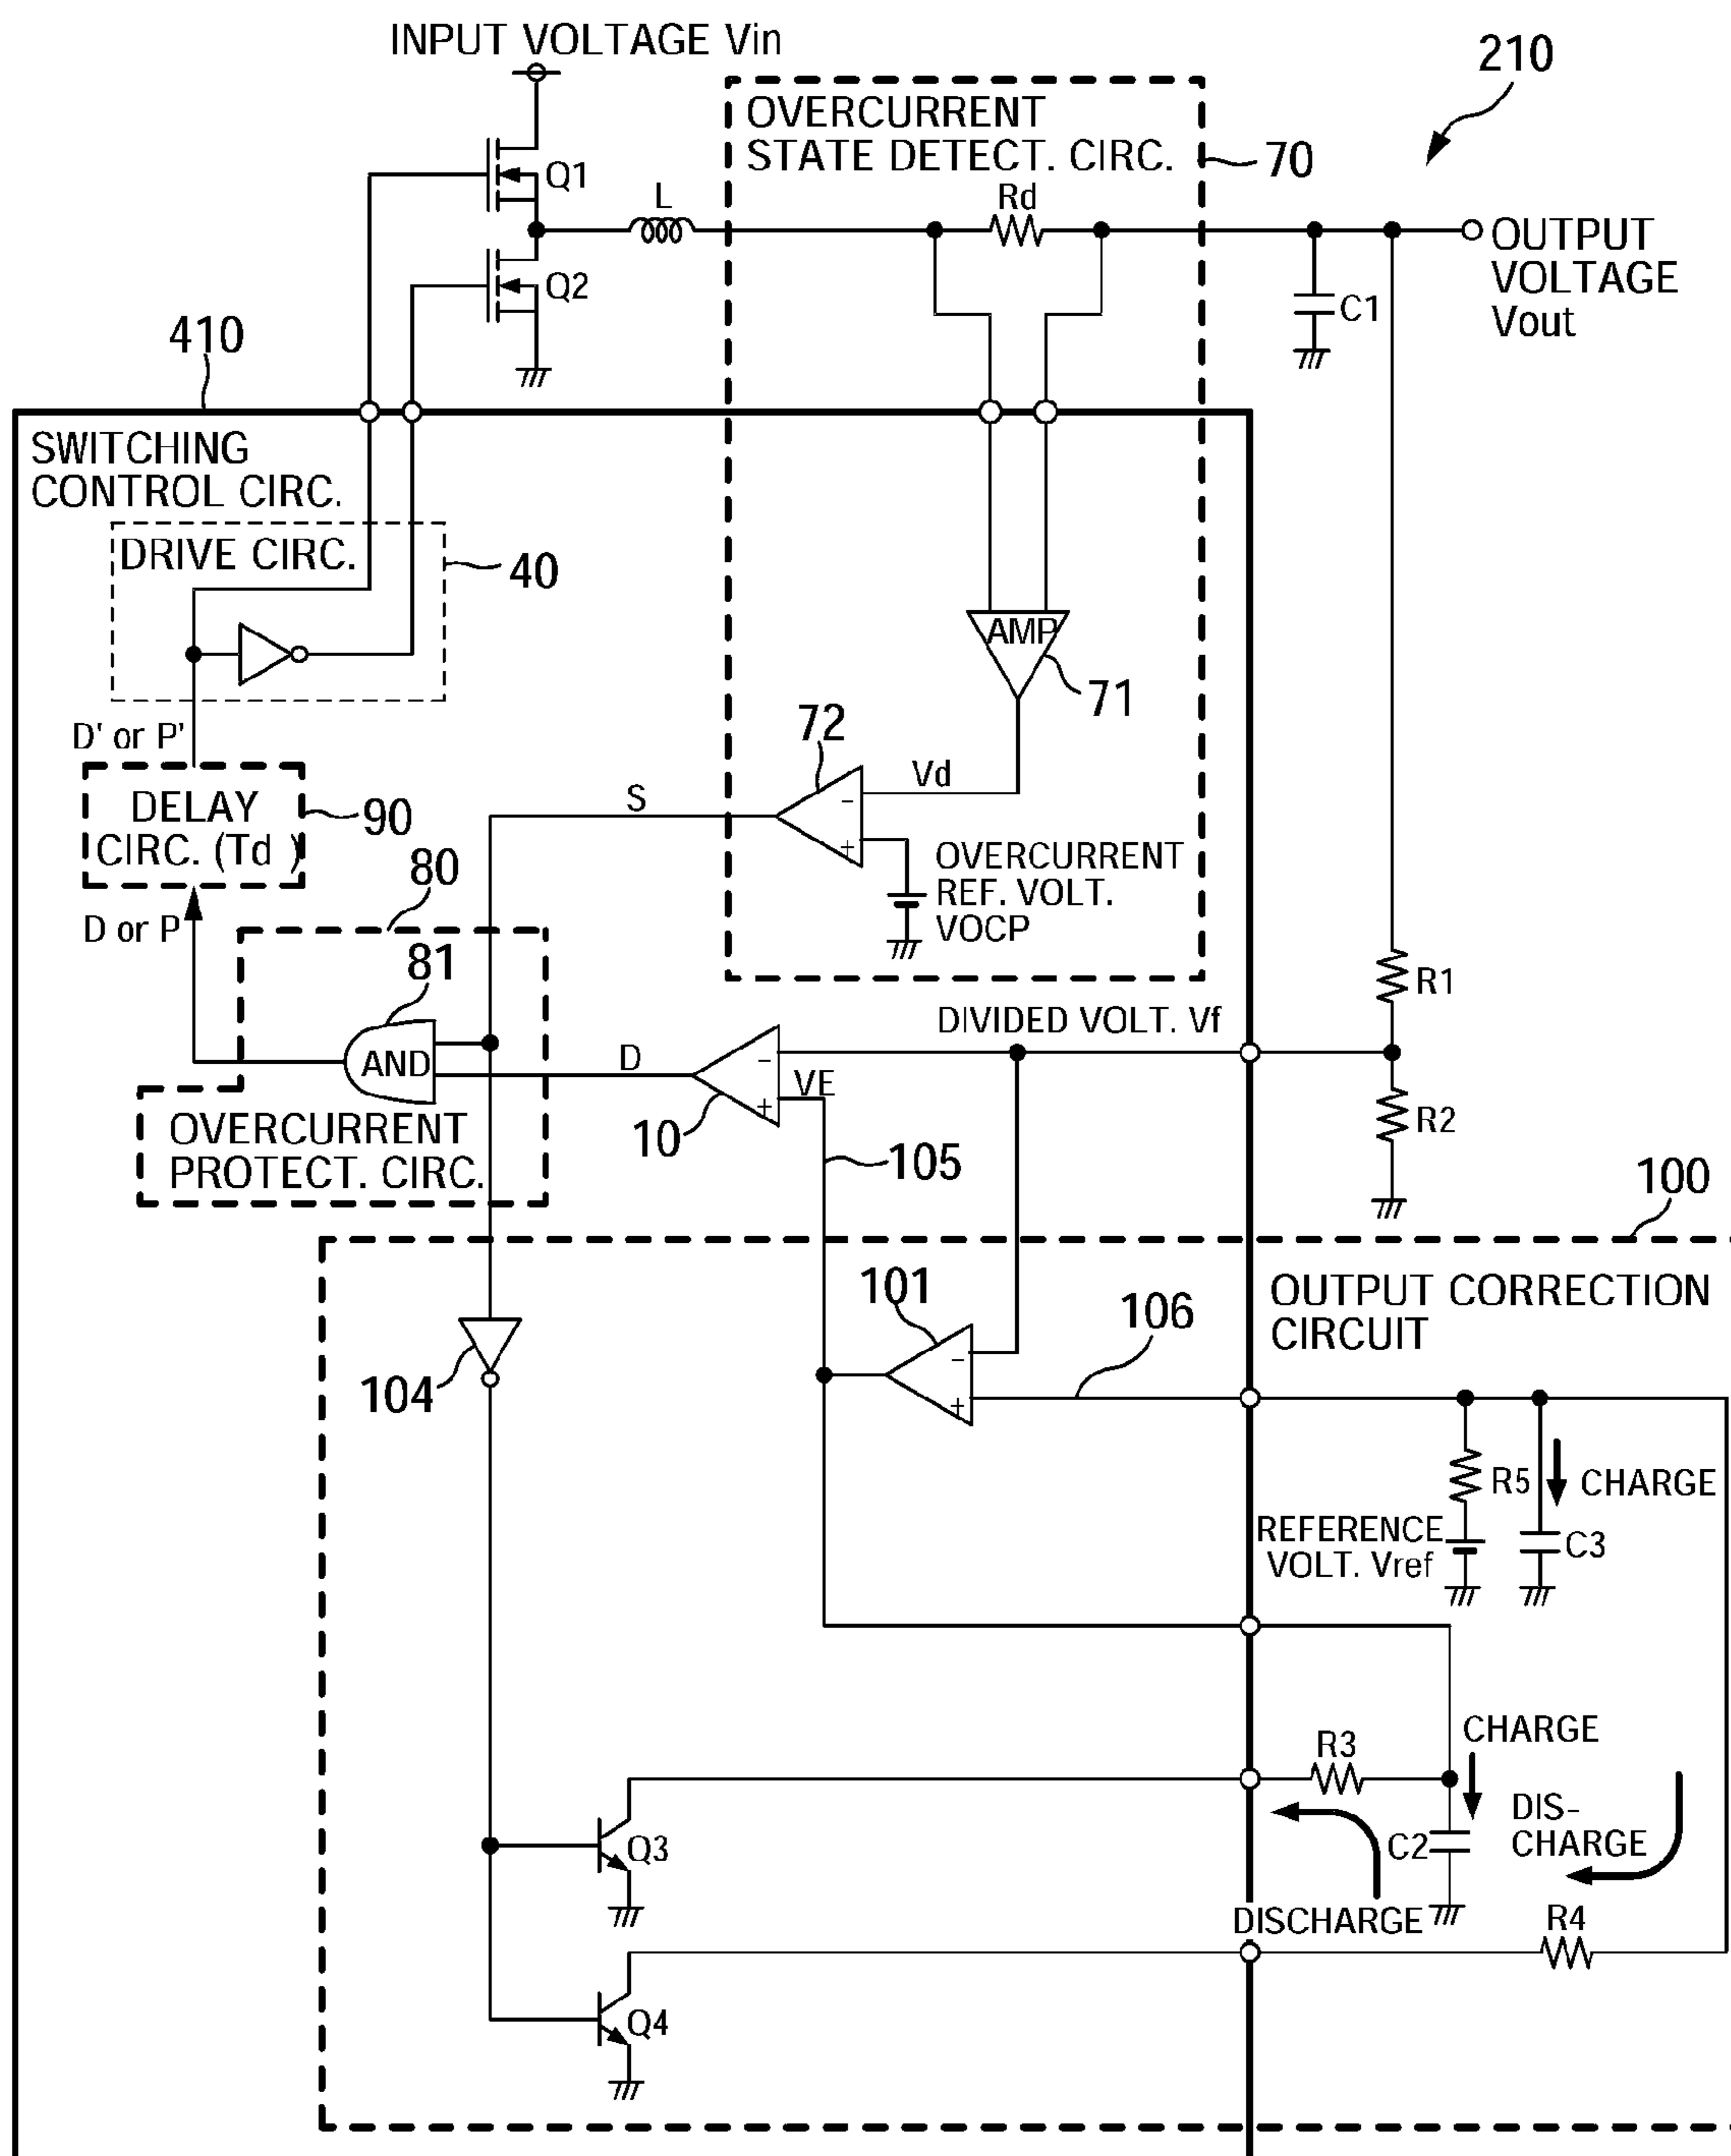 INPUT VOLTAGE Vin
210
OVERCURRENT
STATE DETECT. CIRC.
70
Q1
L
Rd
OUTPUT
VOLTAGE
Vout
Q2
C1
410
SWITCHING
CONTROL CIRC.
DRIVE CIRC.
40
AMP
71
D' or P'
72
Vd
-
+
S
DELAY
CIRC. (Td )
90
80
OVERCURRENT
REF. VOLT.
VOCP
D or P
81
R1
DIVIDED VOLT. Vf
AND
D
-
+
VE
10
105
R2
OVERCURRENT
PROTECT. CIRC.
100
101
106
OUTPUT CORRECTION
CIRCUIT
-
+
104
R5
CHARGE
REFERENCE
VOLT. Vref
C3
R3
CHARGE
DIS-
CHARGE
Q3
C2
DISCHARGE
R4
Q4